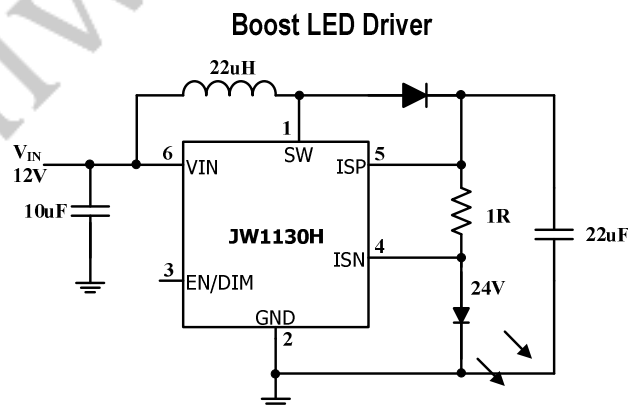 Boost LED Driver
22uH
1
SW
VIN
12V
6
VIN
5
ISP
10uF
1R
JW1130H
22uF
4
ISN
3
EN/DIM
24V
GND
2